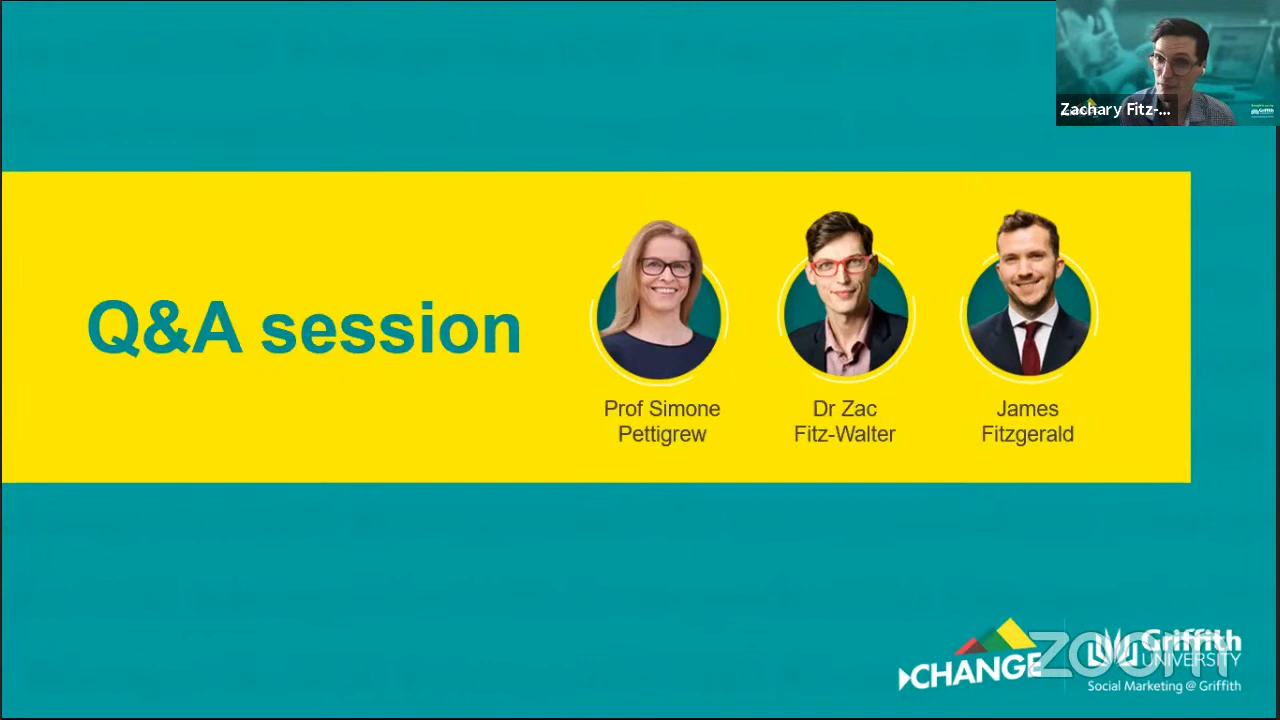 Zachary Fitz-...
Q&A session
Prof Simone
Pettigrew
Dr Zac
Fitz-Walter
James
Fitzgerald
CHANGE
zoom
Griffith
UNIVERSITY
Social Marketing @ Griffith